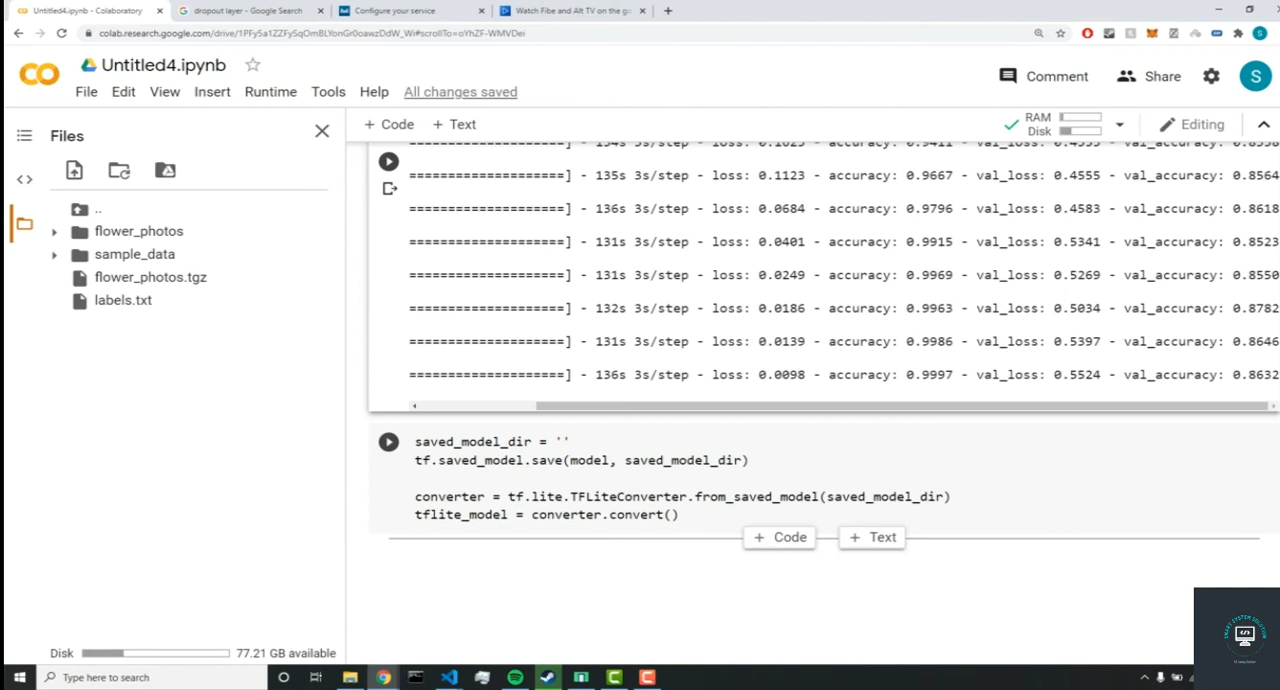 Untitled4.ipynb - Colaboratory
dropout layer - Google Search
Configure your service
Watch Fibe and Alt TV on the go
colab.research.google.com/drive/1PFy5a1ZZFySqOmBLYonGr0oawzDdW_Wi#scrollTo=oYhZF-WMVDei
Untitled4.ipynb
Comment
Share
S
File Edit View Insert Runtime Tools Help All changes saved
Files
+ Code + Text
RAM
Disk
Editing
..
flower_photos
sample_data
flower_photos.tgz
labels.txt
====================] - 135s 3s/step - loss: 0.1123 - accuracy: 0.9667 - val_loss: 0.4555 - val_accuracy: 0.8564
====================] - 136s 3s/step - loss: 0.0684 - accuracy: 0.9796 - val_loss: 0.4583 - val_accuracy: 0.8618
====================] - 131s 3s/step - loss: 0.0401 - accuracy: 0.9915 - val_loss: 0.5341 - val_accuracy: 0.8523
====================] - 131s 3s/step - loss: 0.0249 - accuracy: 0.9969 - val_loss: 0.5269 - val_accuracy: 0.8550
====================] - 132s 3s/step - loss: 0.0186 - accuracy: 0.9963 - val_loss: 0.5034 - val_accuracy: 0.8782
====================] - 131s 3s/step - loss: 0.0139 - accuracy: 0.9986 - val_loss: 0.5397 - val_accuracy: 0.8646
====================] - 136s 3s/step - loss: 0.0098 - accuracy: 0.9997 - val_loss: 0.5524 - val_accuracy: 0.8632
saved_model_dir = ''
tf.saved_model.save(model, saved_model_dir)
converter = tf.lite.TFLiteConverter.from_saved_model(saved_model_dir)
tflite_model = converter.convert()
+ Code + Text
SMART SYSTEM SOLUTION
Disk 77.21 GB available
Type here to search